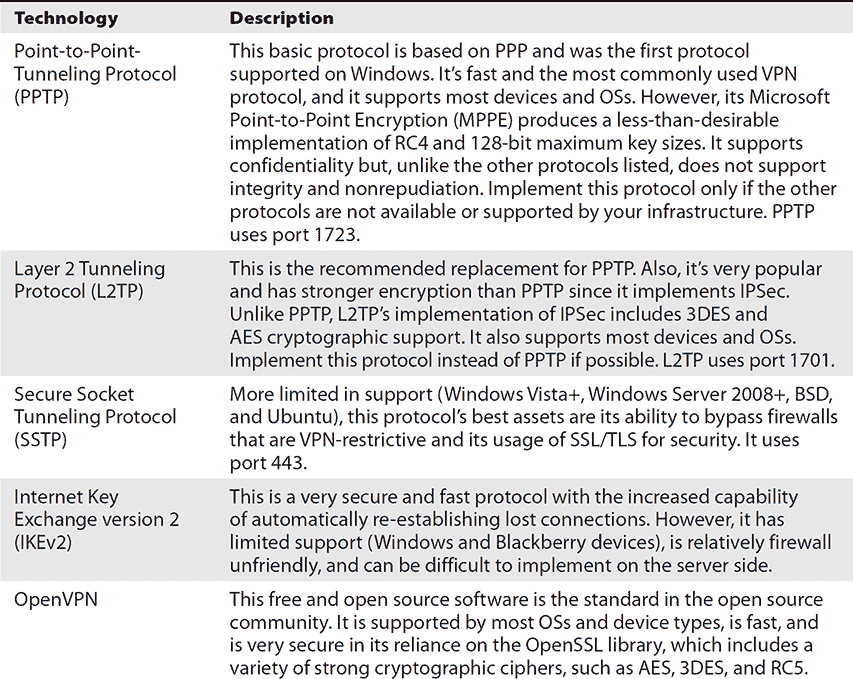 Technology Description
Point-to-Point-
Tunneling Protocol
(PPTP)
This basic protocol is based on PPP and was the first protocol
supported on Windows. It's fast and the most commonly used VPN
protocol, and it supports most devices and OSs. However, its Microsoft
Point-to-Point Encryption (MPPE) produces a less-than-desirable
implementation of RC4 and 128-bit maximum key sizes. It supports
confidentiality but, unlike the other protocols listed, does not support
integrity and nonrepudiation. Implement this protocol only if the other
protocols are not available or supported by your infrastructure. PPTP
uses port 1723.
Layer 2 Tunneling
Protocol (L2TP)
This is the recommended replacement for PPTP. Also, it's very popular
and has stronger encryption than PPTP since it implements IPSec.
Unlike PPTP, L2TP's implementation of IPSec includes 3DES and
AES cryptographic support. It also supports most devices and OSs.
Implement this protocol instead of PPTP if possible. L2TP uses port 1701.
Secure Socket
Tunneling Protocol
(SSTP)
More limited in support (Windows Vista+, Windows Server 2008+, BSD,
and Ubuntu), this protocol's best assets are its ability to bypass firewalls
that are VPN-restrictive and its usage of SSL/TLS for security. It uses
port 443.
Internet Key
Exchange version 2
(IKEv2)
This is a very secure and fast protocol with the increased capability
of automatically re-establishing lost connections. However, it has
limited support (Windows and Blackberry devices), is relatively firewall
unfriendly, and can be difficult to implement on the server side.
OpenVPN
This free and open source software is the standard in the open source
community. It is supported by most OSs and device types, is fast, and
is very secure in its reliance on the OpenSSL library, which includes a
variety of strong cryptographic ciphers, such as AES, 3DES, and RC5.